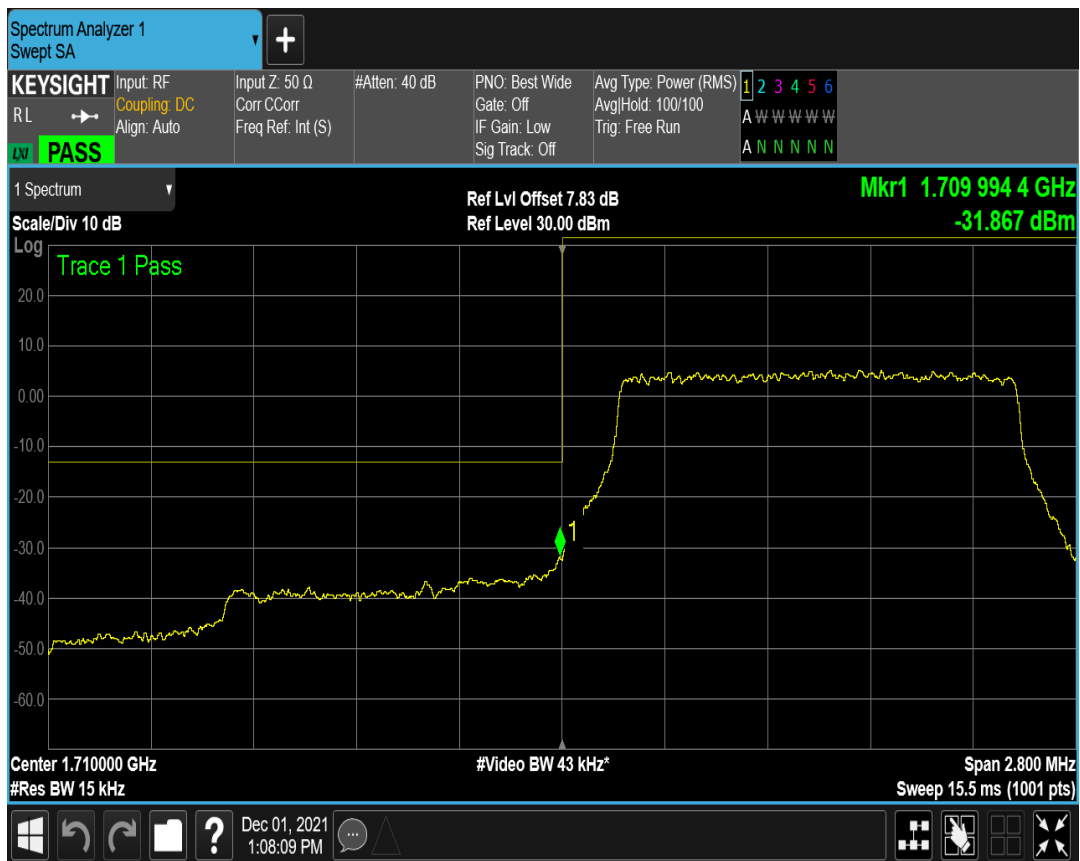 Spectrum Analyzer 1
Swept SA
+
KEYSIGHT Input: RF Input Z: 50 Ω #Atten: 40 dB PNO: Best Wide Avg Type: Power (RMS) 1 2 3 4 5 6
RL Coupling: DC Corr CCorr Gate: Off Avg|Hold: 100/100 A W W W W W
Align: Auto Freq Ref: Int (S) IF Gain: Low Trig: Free Run
LXI PASS Sig Track: Off A N N N N N
1 Spectrum
Ref Lvl Offset 7.83 dB Mkr1 1.709 994 4 GHz
Scale/Div 10 dB Ref Level 30.00 dBm -31.867 dBm
Log
Trace 1 Pass
20.0
10.0
0.00
-10.0
-20.0
1
-30.0
-40.0
-50.0
-60.0
Center 1.710000 GHz #Video BW 43 kHz* Span 2.800 MHz
#Res BW 15 kHz Sweep 15.5 ms (1001 pts)
? Dec 01, 2021
1:08:09 PM